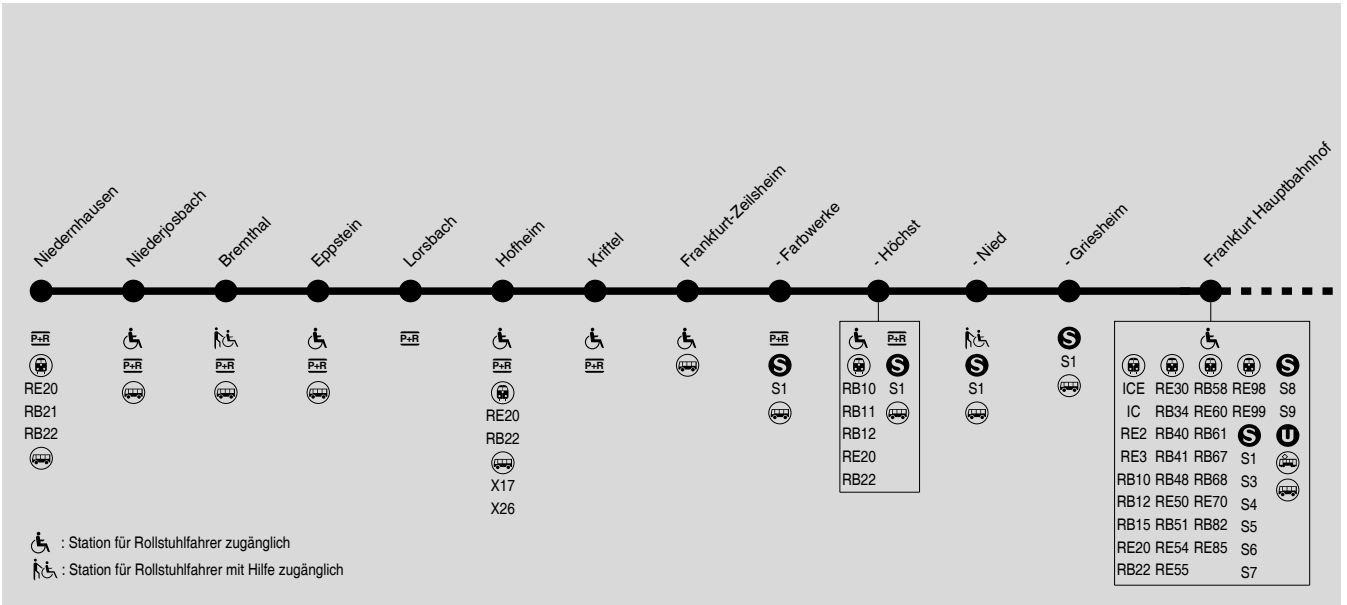 Niedernhausen
Niederjosbach
Bremthal
Eppstein
Lorsbach
Hofheim
Kriftel
Frankfurt-Zeilsheim
- Farbwerke
- Höchst
- Nied
- Griesheim
Frankfurt Hauptbahnhof
P+R
RE20
RB21
RB22
P+R
P+R
P+R
P+R
P+R
RE20
RB22
X17
X26
P+R
P+R
S
S1
P+R
RB10
RB11
RB12
RE20
RB22
S
S1
S
S1
S
S1
ICE
IC
RE2
RE3
RB10
RB12
RB15
RE20
RB22
RE30
RB34
RB40
RB41
RB48
RE50
RB51
RE54
RE55
RB58
RE60
RB61
RB67
RB68
RE70
RB82
RE85
RE98
RE99
S
S1
S3
S4
S5
S6
S7
S
S8
S9
U
: Station für Rollstuhlfahrer zugänglich
: Station für Rollstuhlfahrer mit Hilfe zugänglich